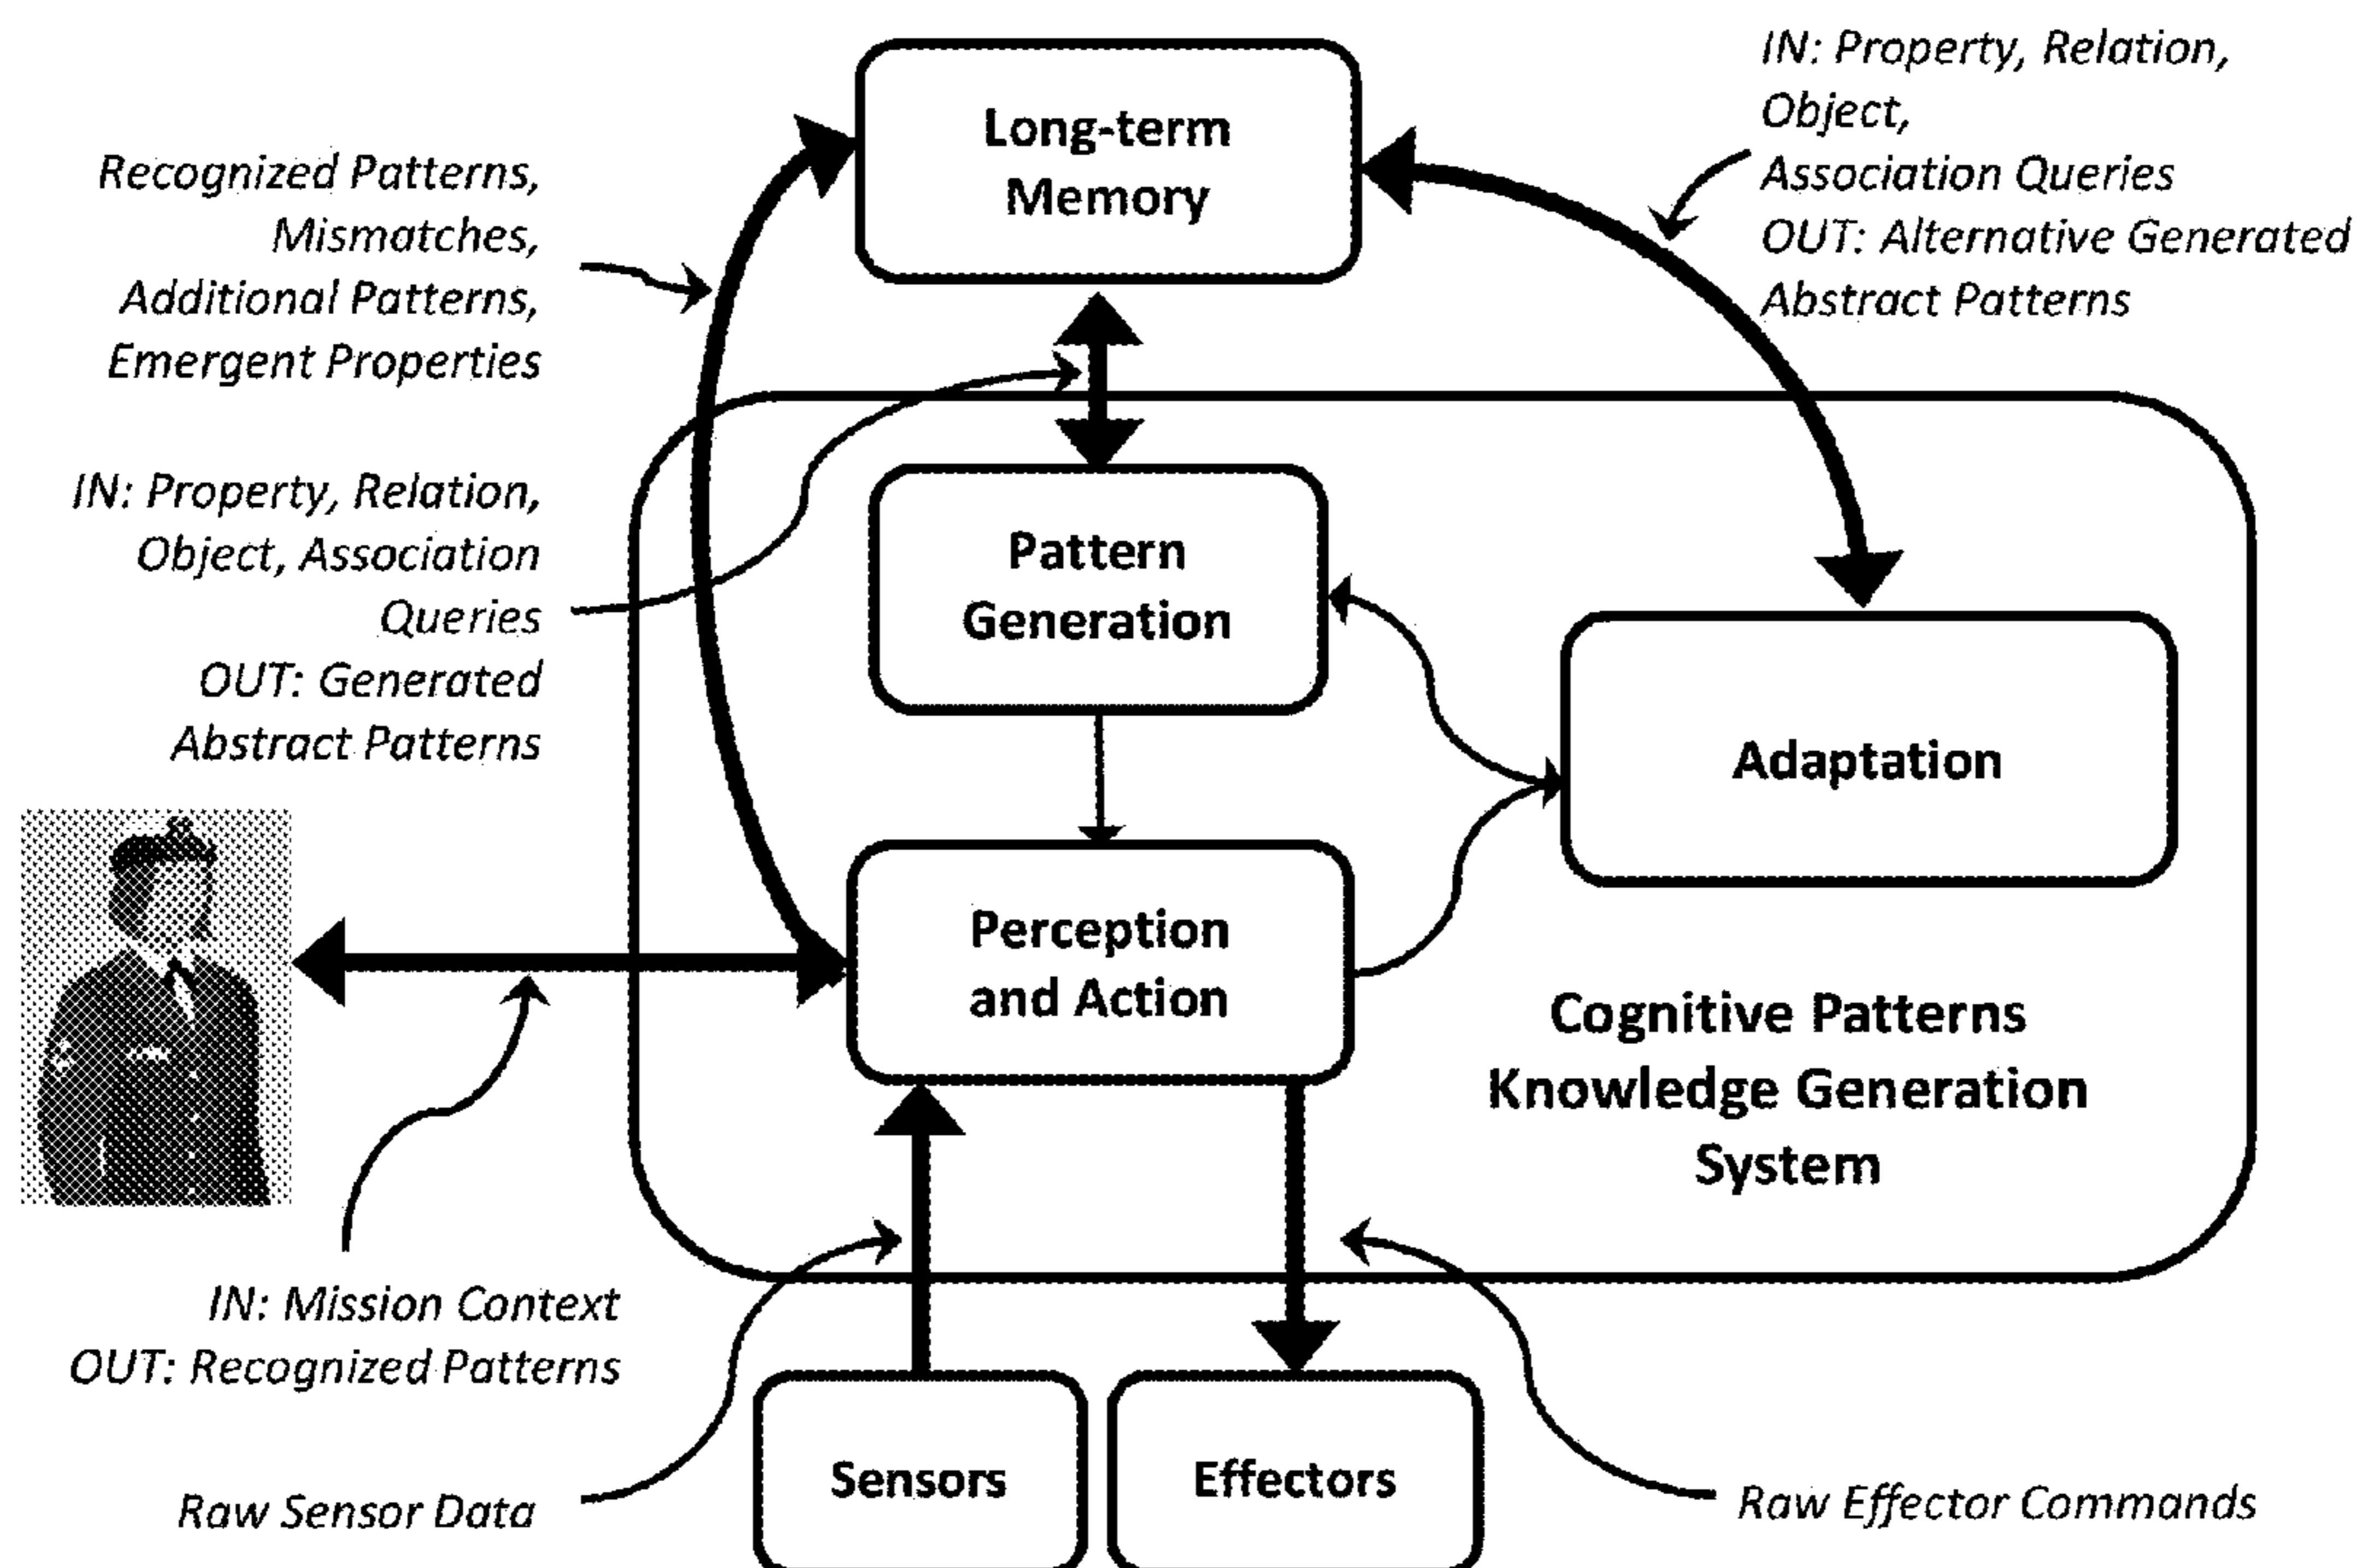 Long-term
Memory
IN: Property, Relation,
Object,
Association Queries
OUT: Alternative Generated
Abstract Patterns
Recognized Patterns,
Mismatches,
Additional Patterns,
Emergent Properties
IN: Property, Relation,
Object, Association
Queries
OUT: Generated
Abstract Patterns
Pattern
Generation
Adaptation
Perception
and Action
Cognitive Patterns
Knowledge Generation
System
IN: Mission Context
OUT: Recognized Patterns
Raw Sensor Data
Sensors
Effectors
Raw Effector Commands